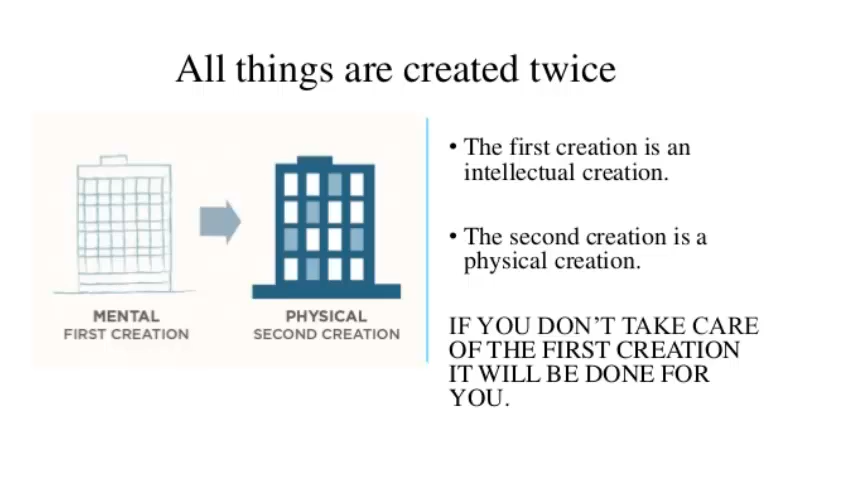 All things are created twice
MENTAL
FIRST CREATION
PHYSICAL
SECOND CREATION
• The first creation is an
intellectual creation.
• The second creation is a
physical creation.
IF YOU DON’T TAKE CARE
OF THE FIRST CREATION
IT WILL BE DONE FOR
YOU.